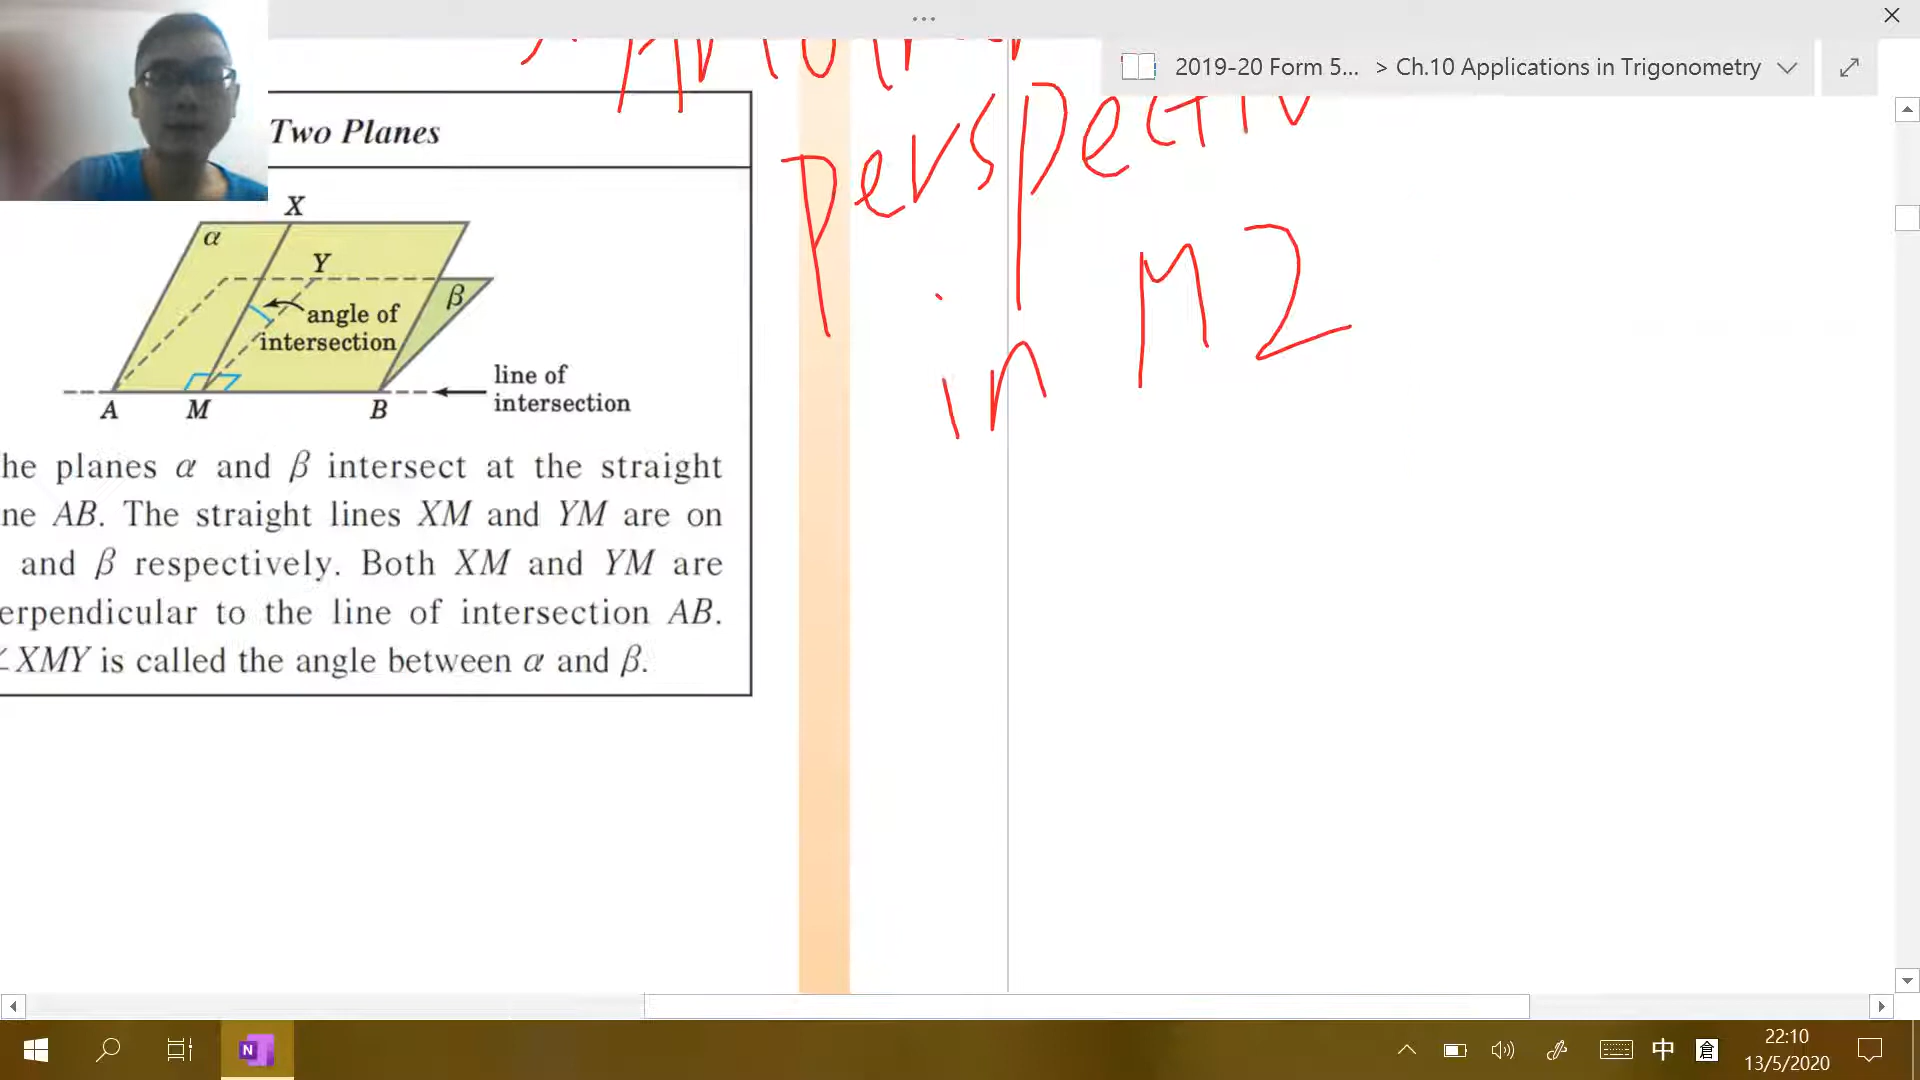 ...
2019-20 Form 5... > Ch.10 Applications in Trigonometry
Two Planes
perspectiv
in M2
X
α
Y
β
angle of
intersection
line of
intersection
A M B
he planes α and β intersect at the straight
ne AB. The straight lines XM and YM are on
and β respectively. Both XM and YM are
erpendicular to the line of intersection AB.
∠XMY is called the angle between α and β.
N
中 倉
22:10
13/5/2020